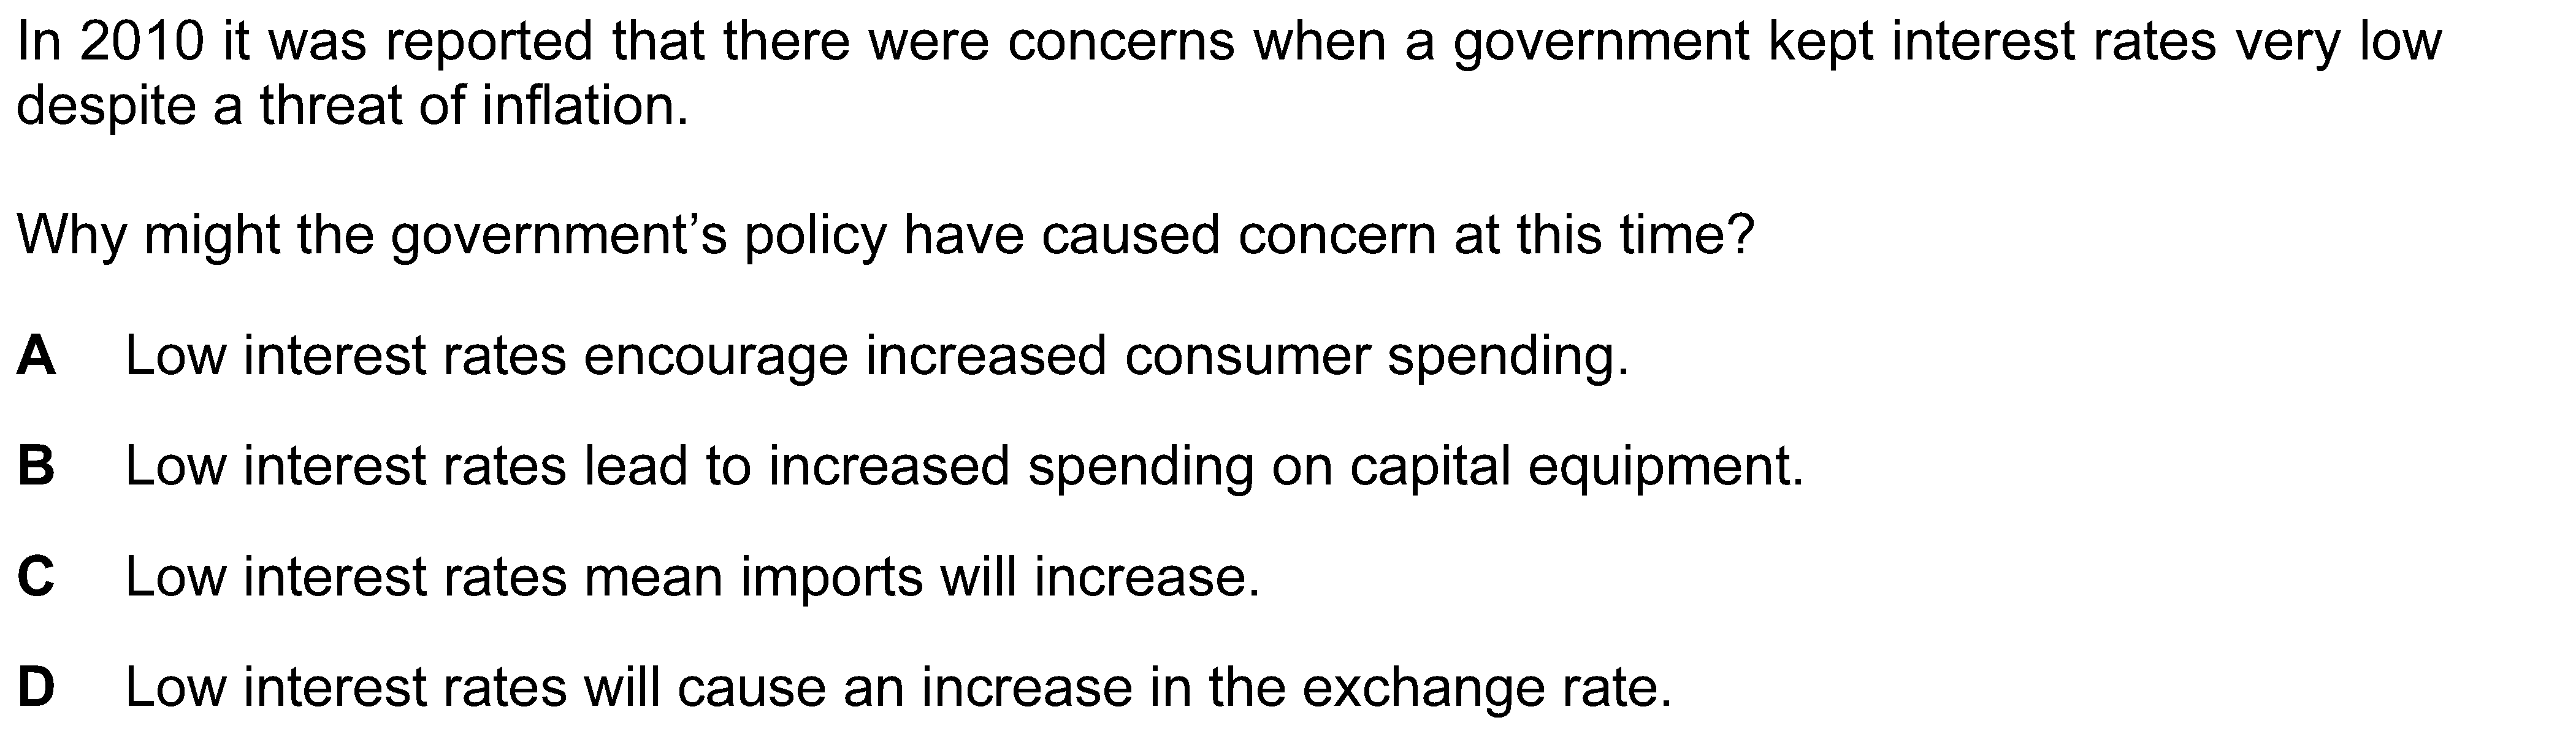 In 2010 it was reported that there were concerns when a government kept interest rates very low
despite a threat of inflation.
Why might the government’s policy have caused concern at this time?
A Low interest rates encourage increased consumer spending.
B Low interest rates lead to increased spending on capital equipment.
C Low interest rates mean imports will increase.
D Low interest rates will cause an increase in the exchange rate.